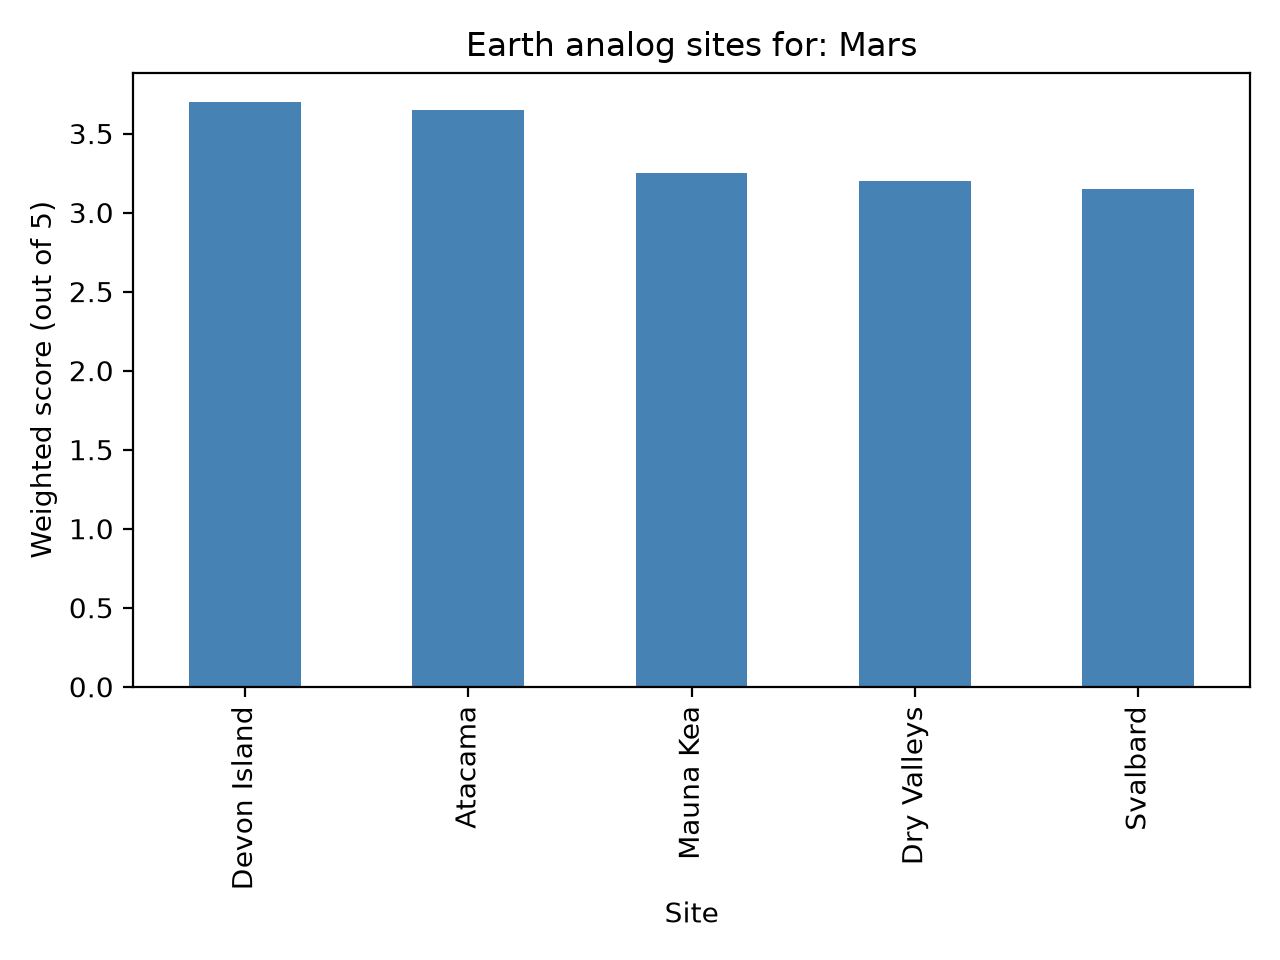 Earth analog sites for: Mars
Weighted score (out of 5)
3.5
3.0
2.5
2.0
1.5
1.0
0.5
0.0
Devon Island
Atacama
Mauna Kea
Dry Valleys
Svalbard
Site